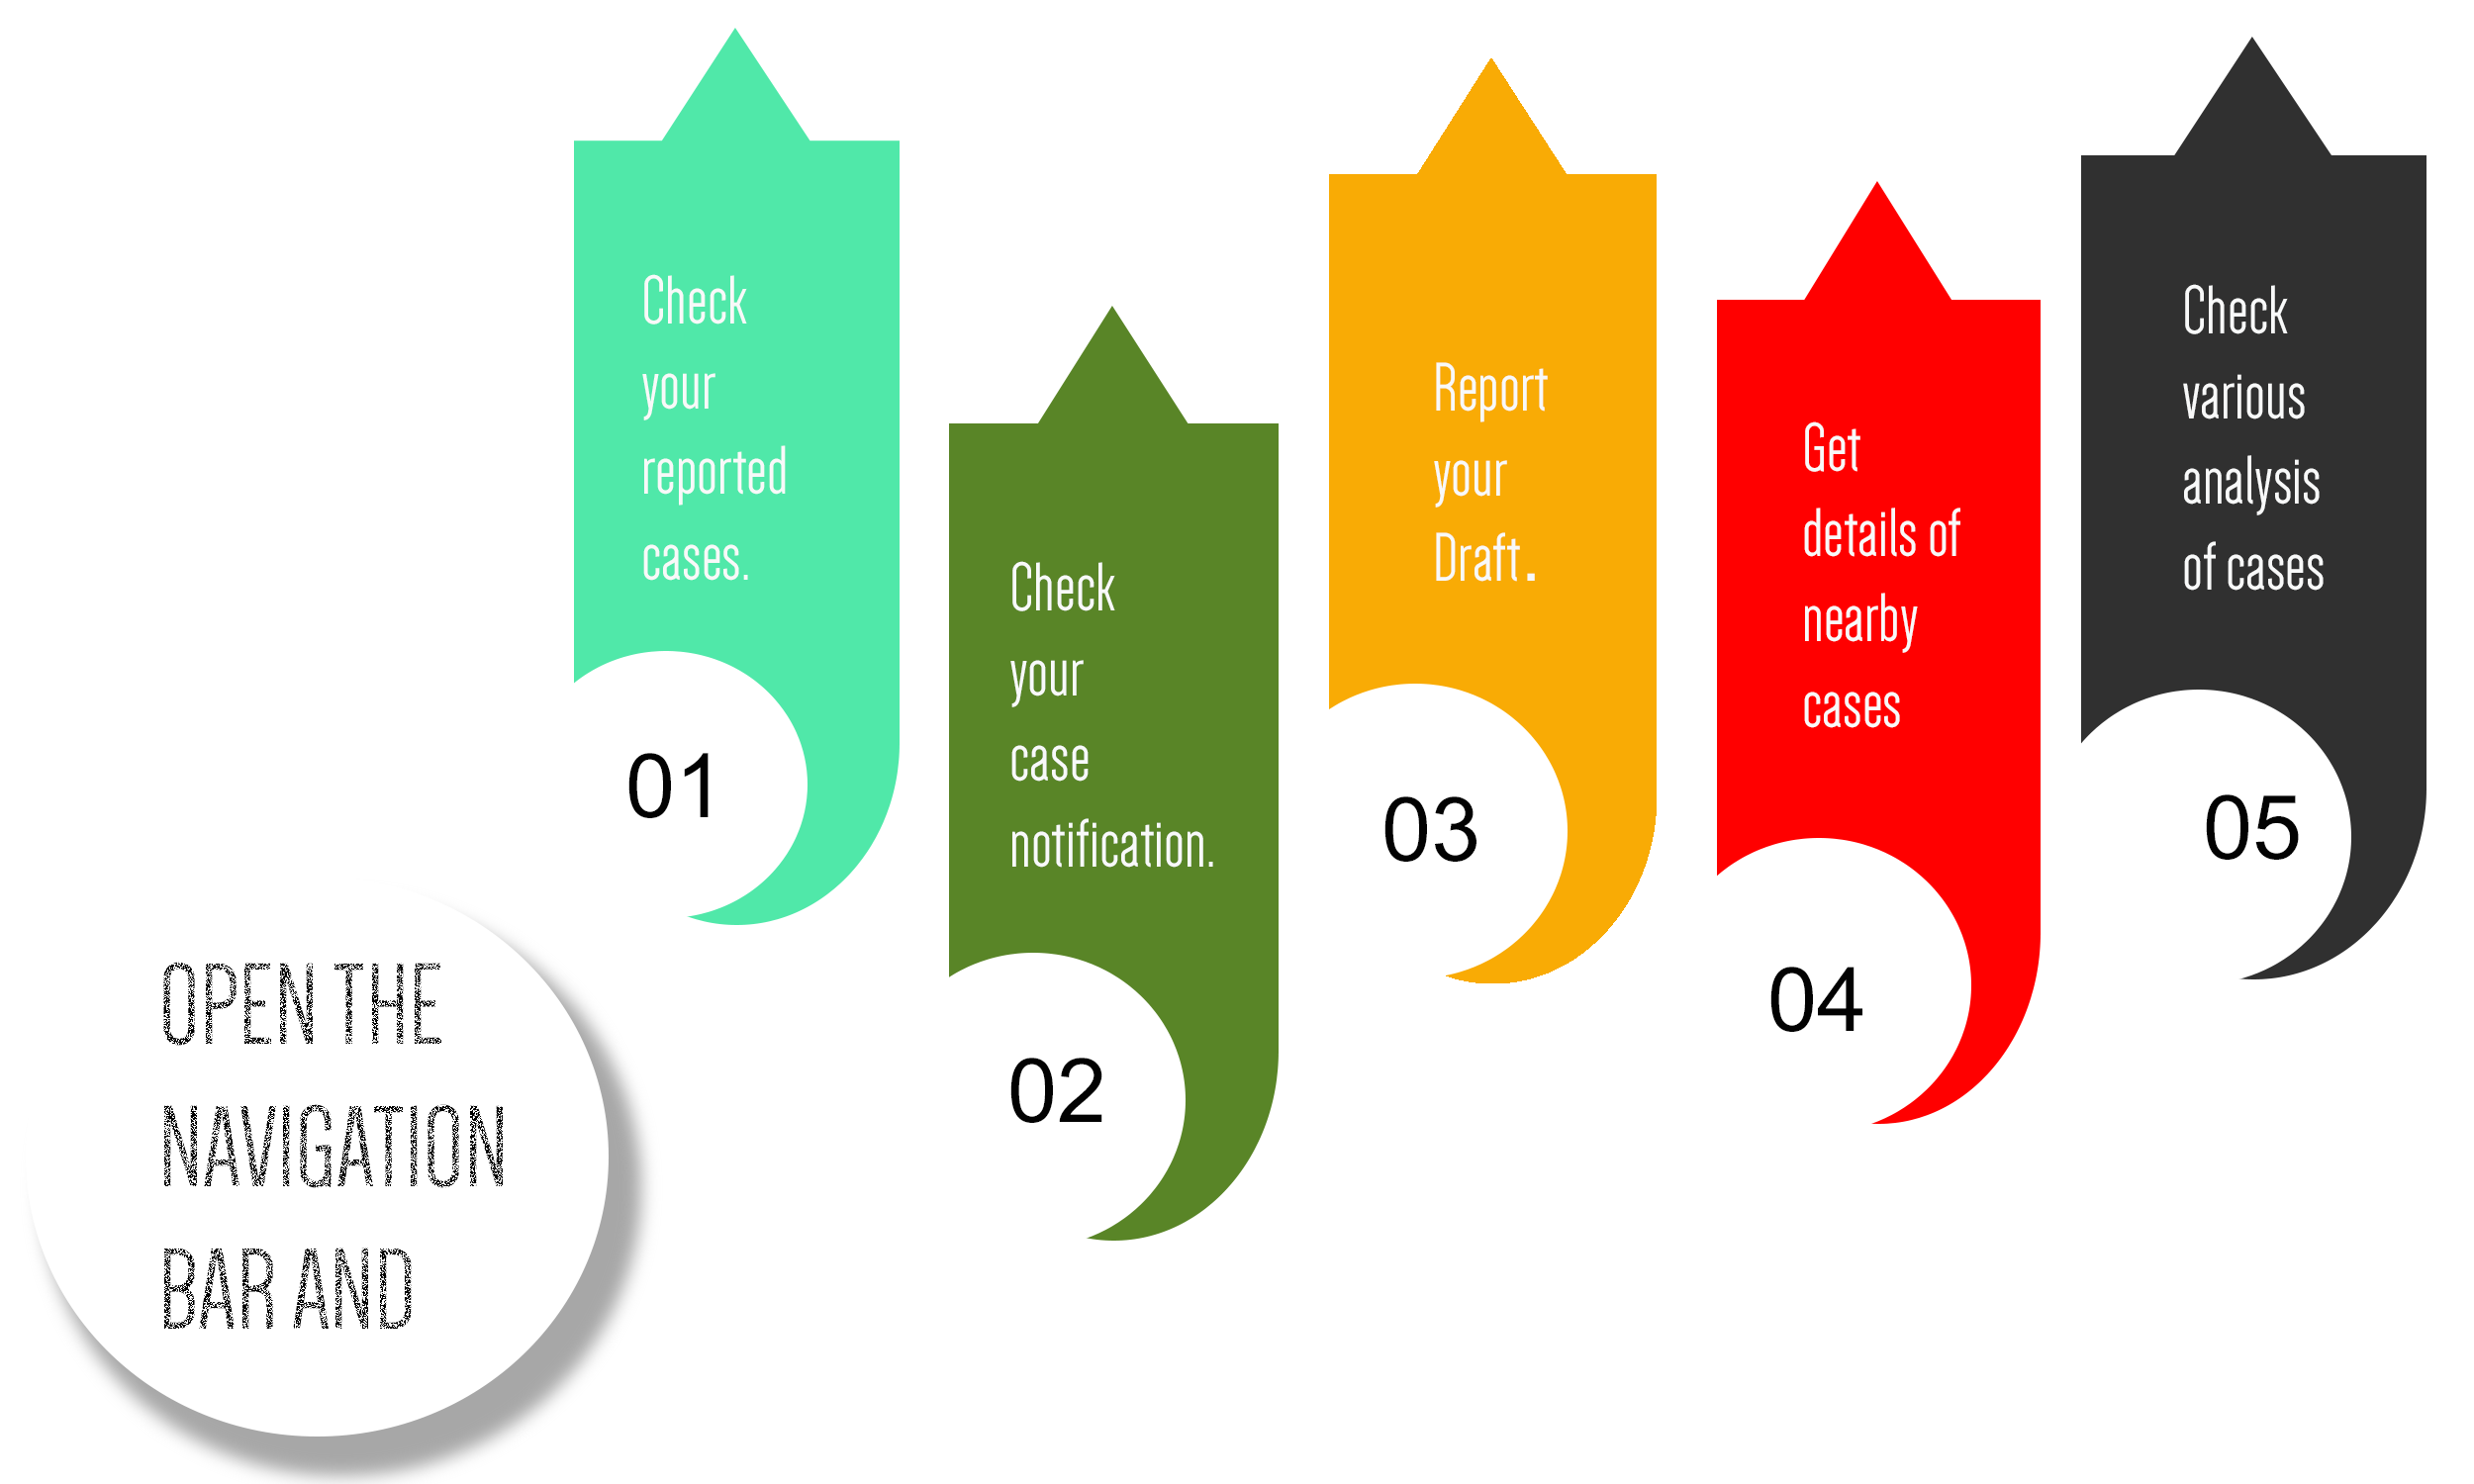 Check
your
reported
cases.
01
Check
your
case
notification.
02
Report
your
Draft.
03
Get
details of
nearby
cases
04
Check
various
analysis
of cases
05
OPEN THE
NAVIGATION
BAR AND